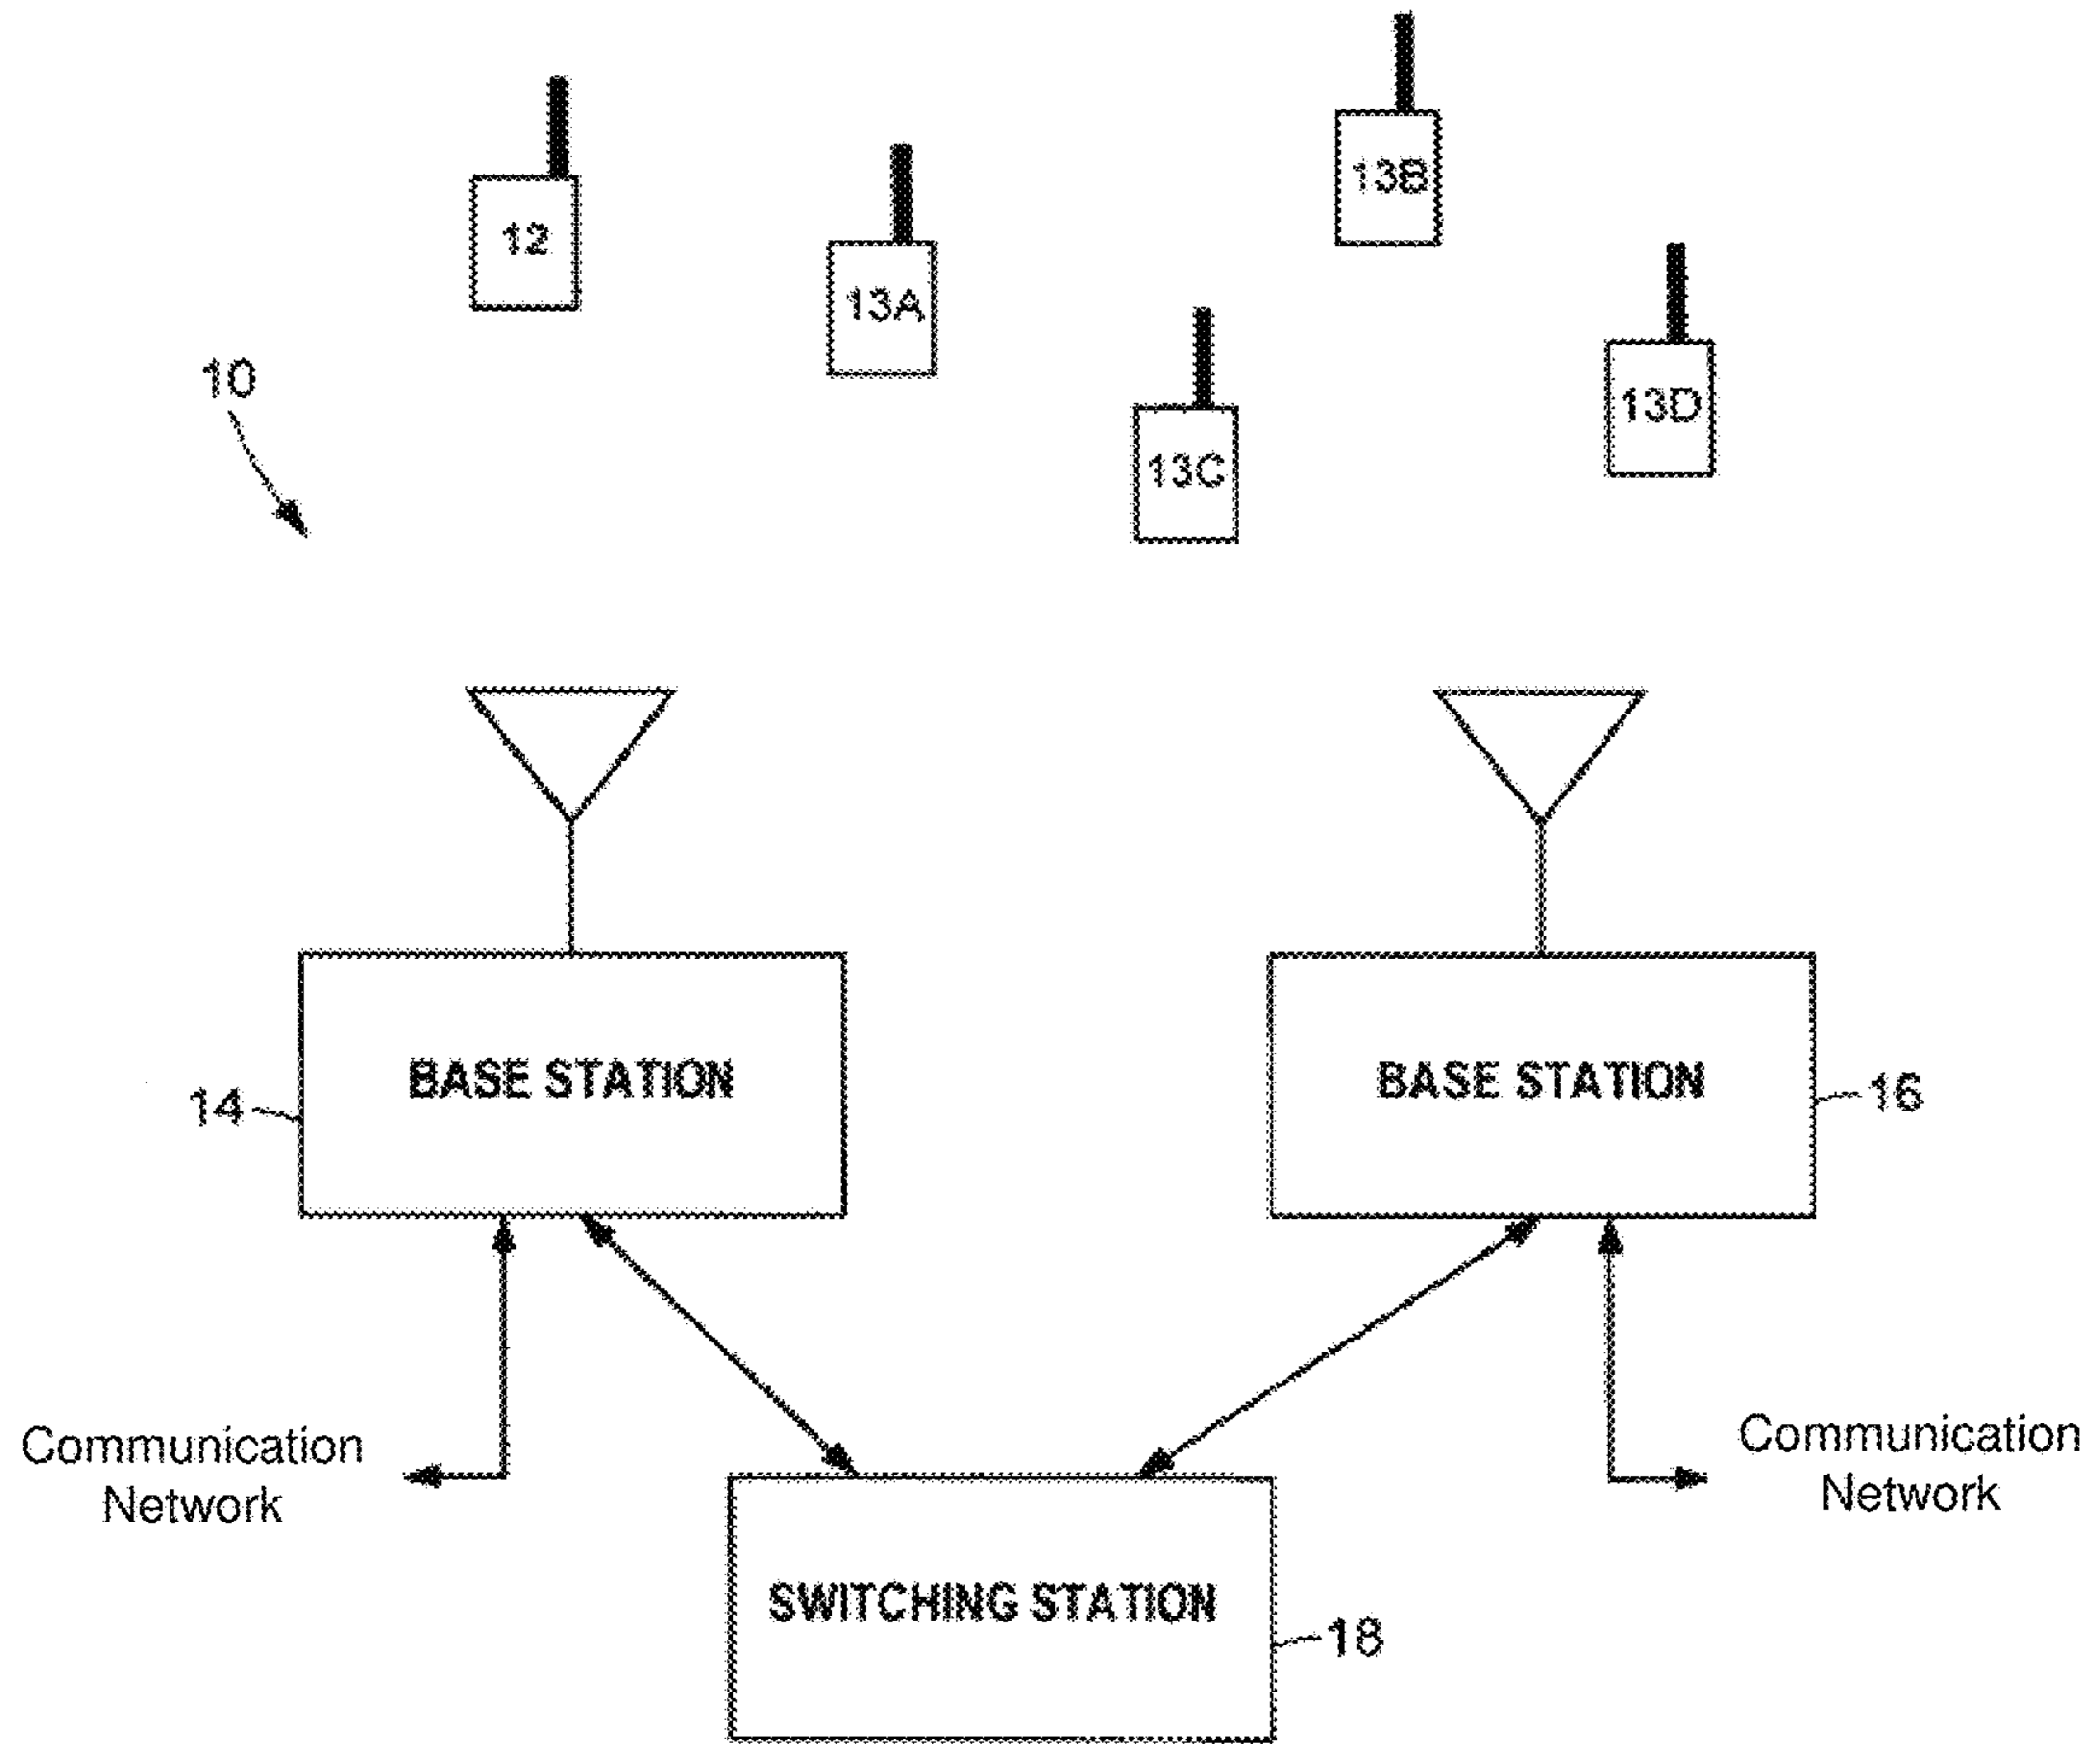 13B
12
13A
10
13D
13C
BASE STATION
BASE STATION
14
16
Communication
Network
Communication
Network
SWITCHING STATION
18